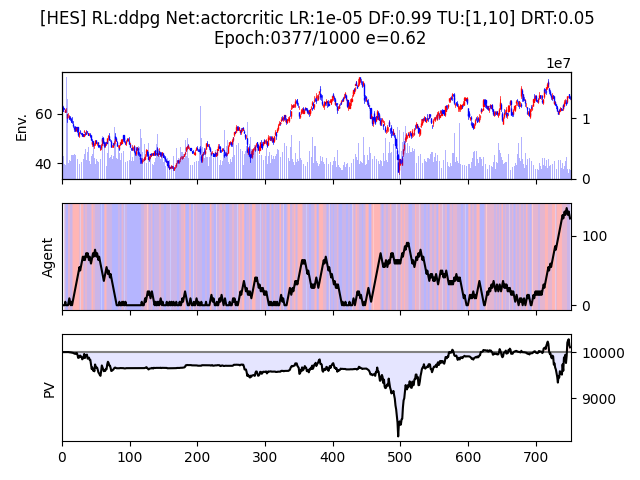 [HES] RL:ddpg Net:actorcritic LR:1e-05 DF:0.99 TU:[1,10] DRT:0.05
Epoch:0377/1000 e=0.62
1e7
Env.
60
40
1
0
Agent
100
0
PV
10000
9000
0 100 200 300 400 500 600 700